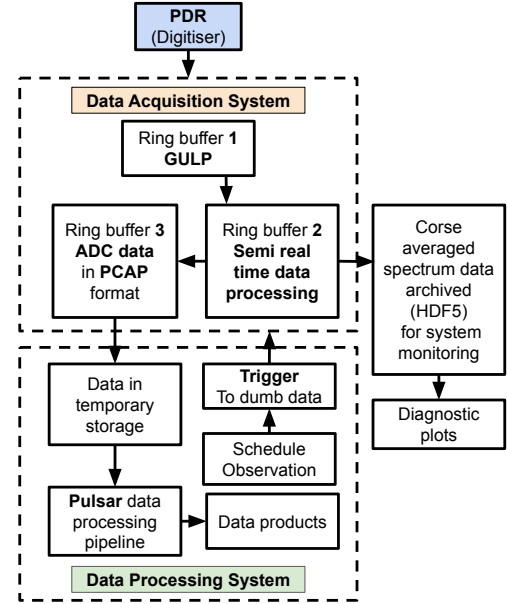 PDR
(Digitiser)
Data Acquisition System
Ring buffer 1
GULP
Ring buffer 3
ADC data
in PCAP
format
Ring buffer 2
Semi real
time data
processing
Corse
averaged
spectrum data
archived
(HDF5)
for system
monitoring
Data in
temporary
storage
Trigger
To dumb data
Diagnostic
plots
Schedule
Observation
Pulsar data
processing
pipeline
Data products
Data Processing System